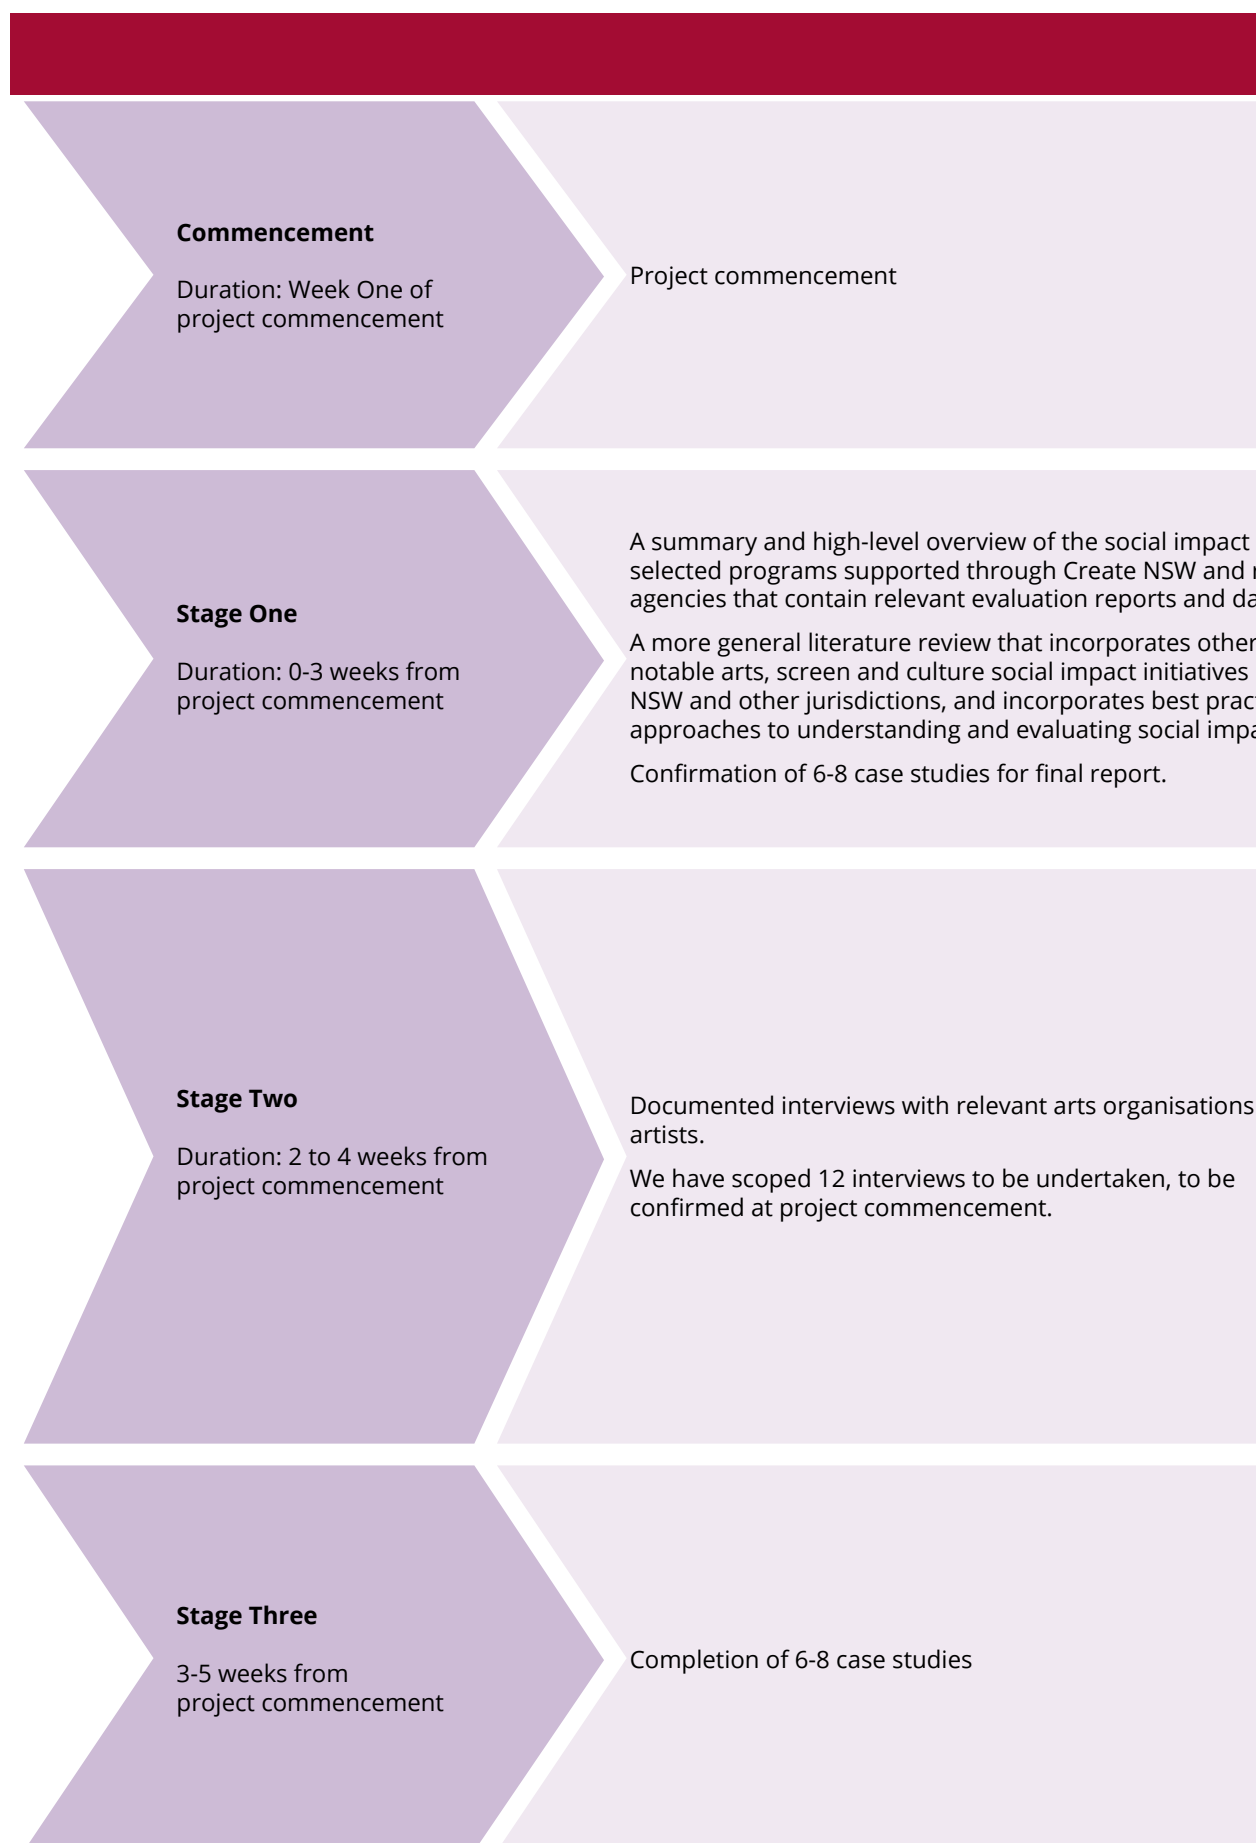 Commencement
Duration: Week One of
project commencement
Project commencement
Stage One
Duration: 0-3 weeks from
project commencement
A summary and high-level overview of the social impact
selected programs supported through Create NSW and
agencies that contain relevant evaluation reports and
A more general literature review that incorporates other
notable arts, screen and culture social impact initiatives
NSW and other jurisdictions, and incorporates best
approaches to understanding and evaluating social
Confirmation of 6-8 case studies for final report.
Stage Two
Duration: 2 to 4 weeks from
project commencement
Documented interviews with relevant arts organisations
artists.
We have scoped 12 interviews to be undertaken, to be
confirmed at project commencement.
Stage Three
3-5 weeks from
project commencement
Completion of 6-8 case studies